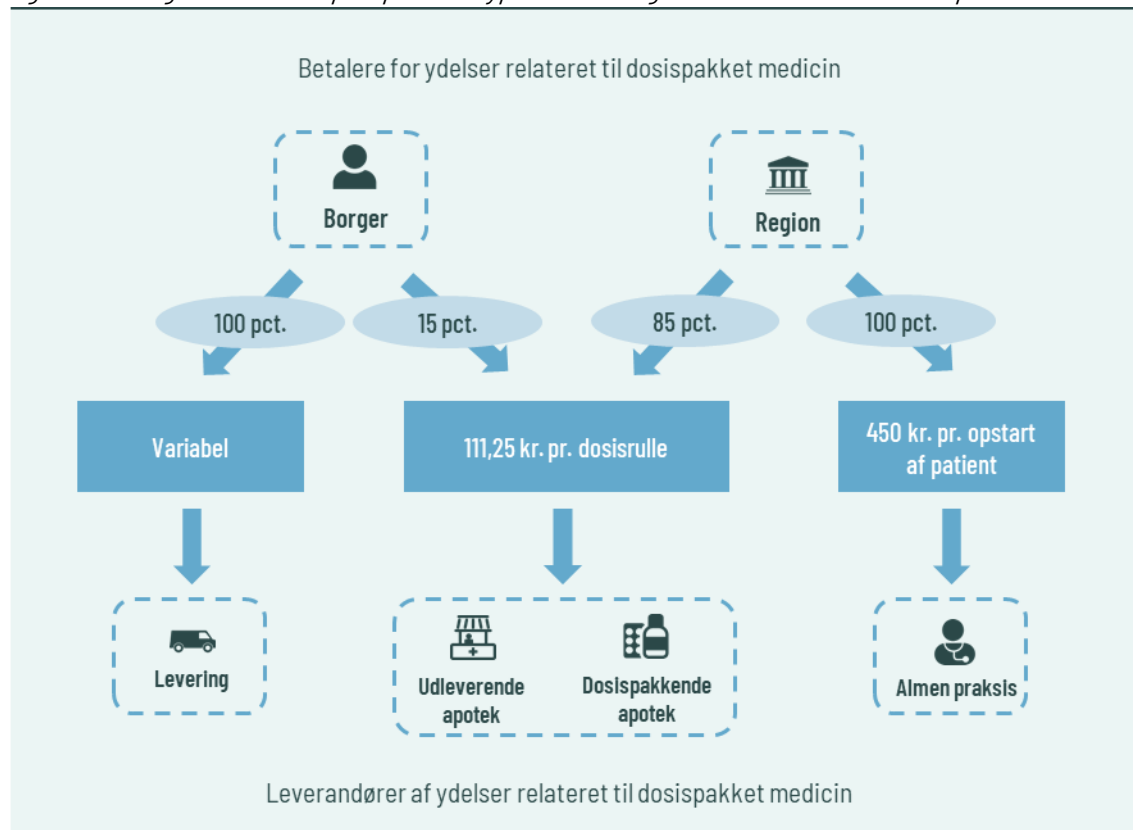 Betalere for ydelser relateret til dosispakket medicin
Borger
Region
100 pct.
15 pct.
85 pct.
100 pct.
Variabel
111,25 kr. pr. dosisrulle
450 kr. pr. opstart
af patient
Levering
Udleverende
apotek
Dosispakkende
apotek
Almen praksis
Leverandører af ydelser relateret til dosispakket medicin